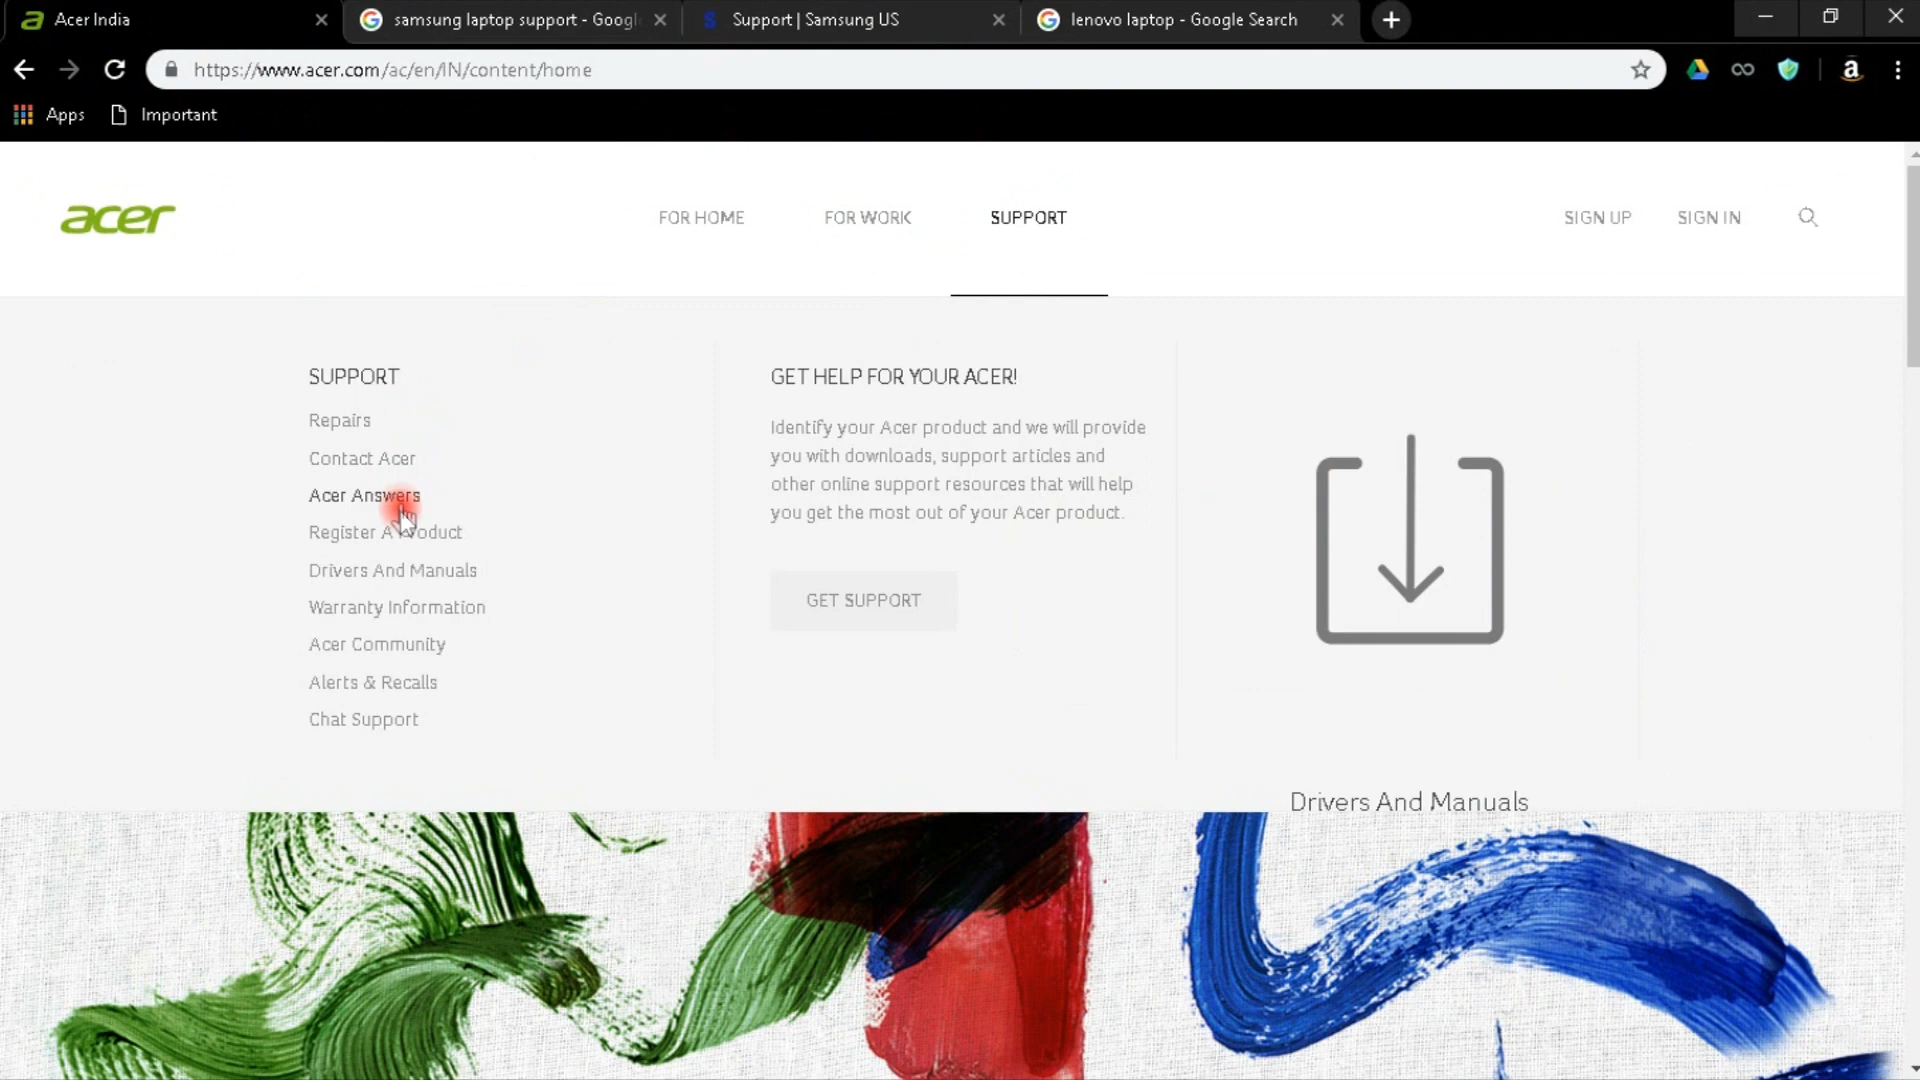 Acer India
samsung laptop support - Googl
Support | Samsung US
lenovo laptop - Google Search
https://www.acer.com/ac/en/IN/content/home
Apps
Important
acer
FOR HOME
FOR WORK
SUPPORT
SIGN UP
SIGN IN
SUPPORT
Repairs
Contact Acer
Acer Answers
Register A Product
Drivers And Manuals
Warranty Information
Acer Community
Alerts & Recalls
Chat Support
GET HELP FOR YOUR ACER!
Identify your Acer product and we will provide
you with downloads, support articles and
other online support resources that will help
you get the most out of your Acer product.
GET SUPPORT
Drivers And Manuals